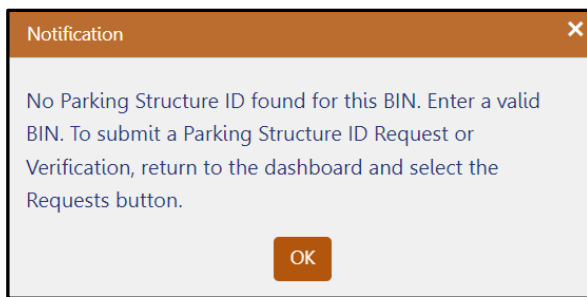 Notification
No Parking Structure ID found for this BIN. Enter a valid
BIN. To submit a Parking Structure ID Request or
Verification, return to the dashboard and select the
Requests button.
OK